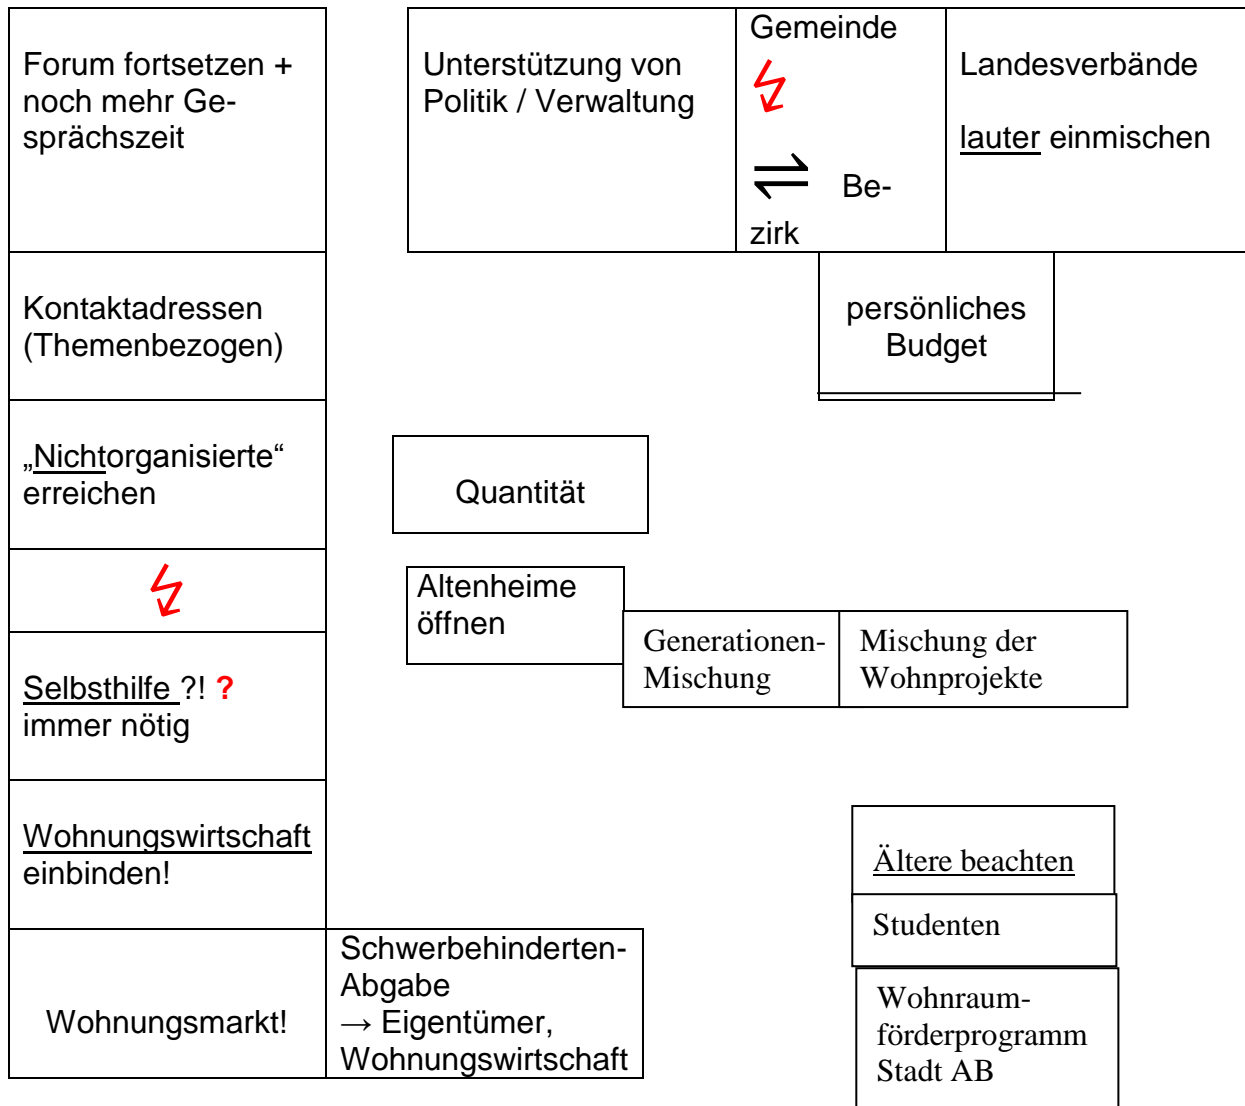 Forum fortsetzen +
noch mehr Ge-
sprächszeit
Unterstützung von
Politik / Verwaltung
Gemeinde
⇌ Be-
zirk
Landesverbände
lauter einmischen
Kontaktadressen
(Themenbezogen)
persönliches
Budget
„Nichtorganisierte“
erreichen
Quantität
Altenheime
öffnen
Generationen-
Mischung
Mischung der
Wohnprojekte
Selbsthilfe ?! ?
immer nötig
Wohnungswirtschaft
einbinden!
Wohnungsmarkt!
Schwerbehinderten-
Abgabe
→ Eigentümer,
Wohnungswirtschaft
Ältere beachten
Studenten
Wohnraum-
förderprogramm
Stadt AB